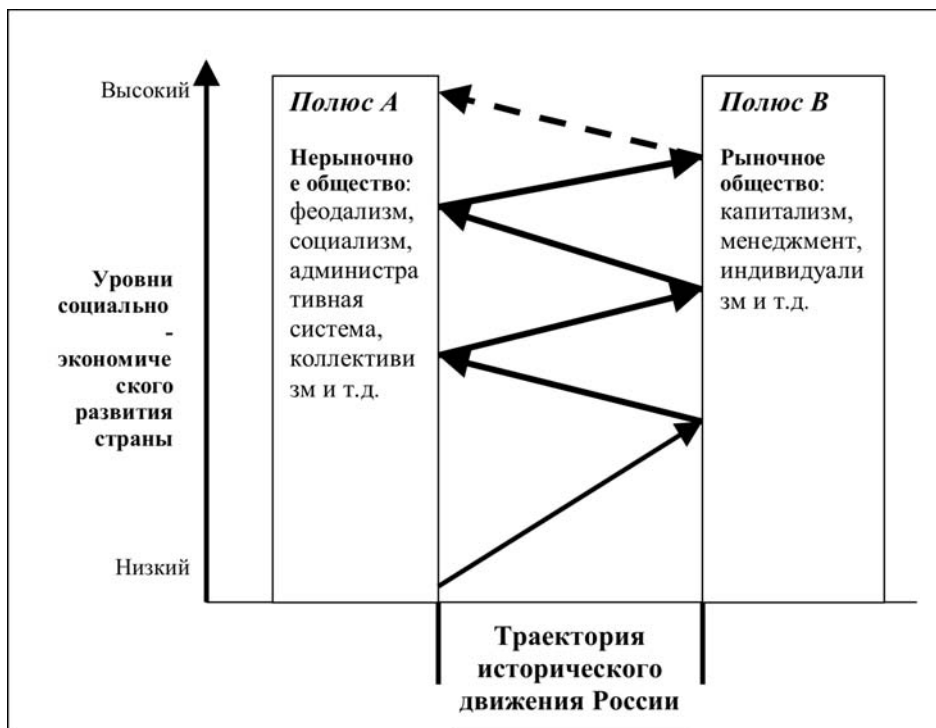 Высокий
Полюс А
Нерыночно
е общество:
феодализм,
социализм,
администра
тивная
система,
коллективи
зм и т.д.
Полюс В
Рыночное
общество:
капитализм,
менеджмент,
индивидуали
зм и т.д.
Уровни
социально
-
экономиче
ского
развития
страны
Низкий
Траектория
исторического
движения России